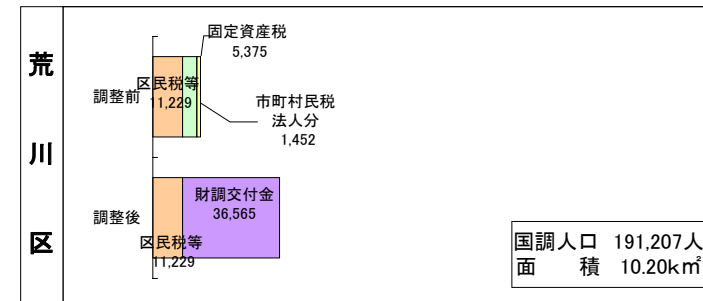 荒川区
固定資産税
5,375
調整前
区民税等
11,229
市町村民税
法人分
1,452
調整後
財調交付金
36,565
区民税等
11,229
国調人口 191,207人
面　　積 10.20k㎡